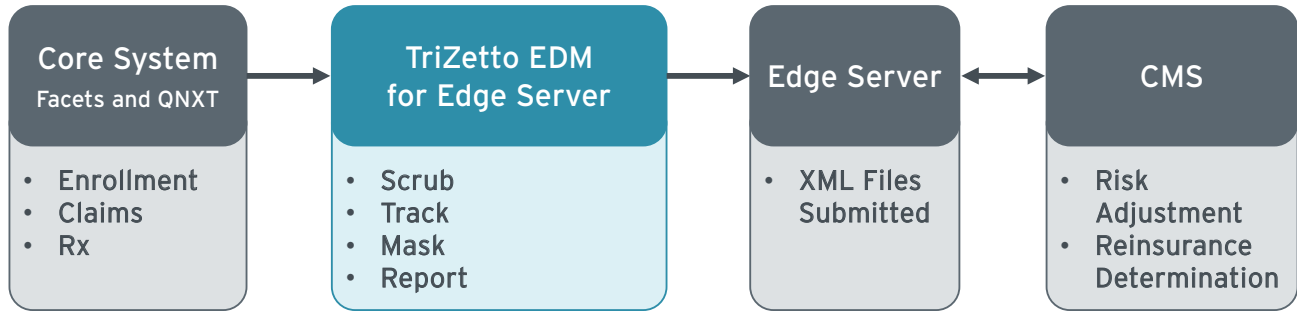 Core System
Facets and QNXT
• Enrollment
• Claims
• Rx
TriZetto EDM
for Edge Server
• Scrub
• Track
• Mask
• Report
Edge Server
• XML Files
Submitted
CMS
• Risk
Adjustment
• Reinsurance
Determination